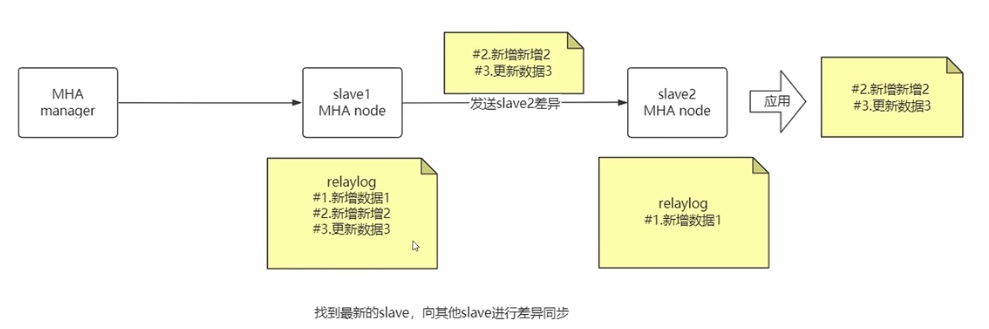 #2.新增新增2
#3.更新数据3
MHA
manager
slave1
MHA node
发送slave2差异
slave2
MHA node
应用
#2.新增新增2
#3.更新数据3
relaylog
#1.新增数据1
#2.新增新增2
#3.更新数据3
relaylog
#1.新增数据1
找到最新的slave，向其他slave进行差异同步